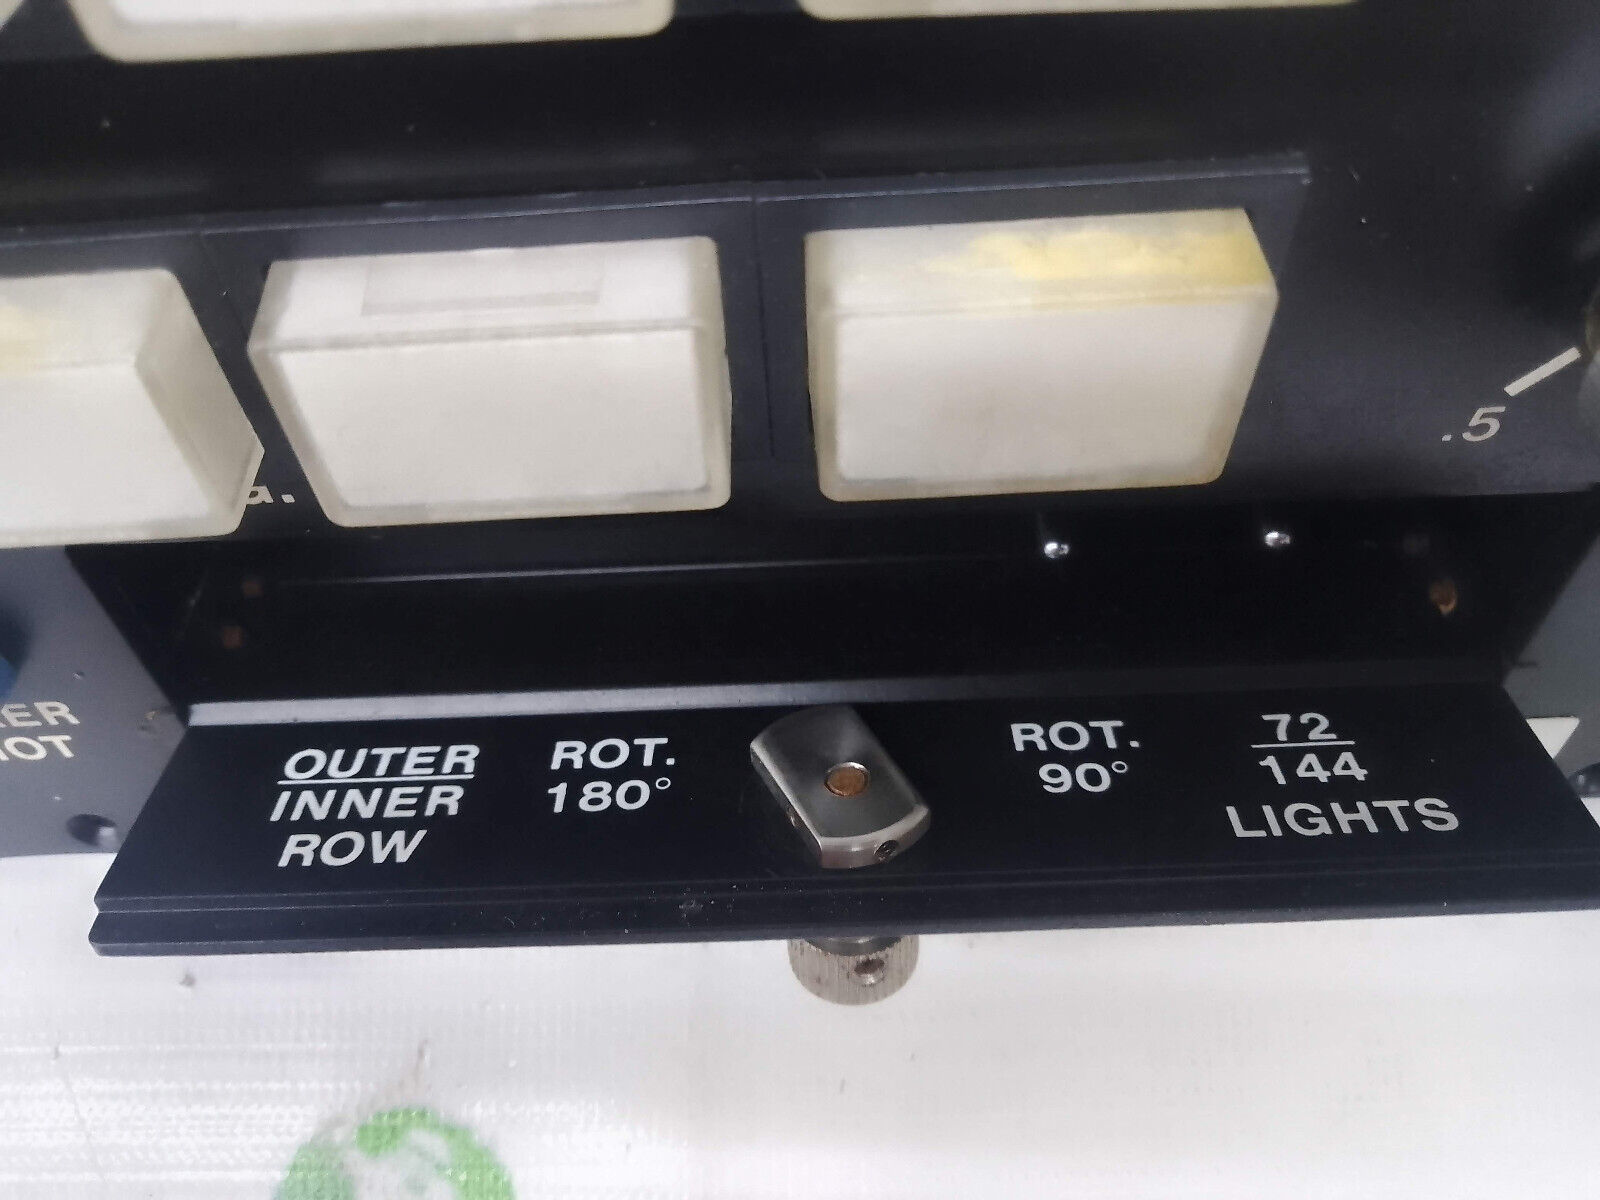 .5
a.
OUTER
INNER
ROW
ROT.
180°
ROT.
90°
72
144
LIGHTS